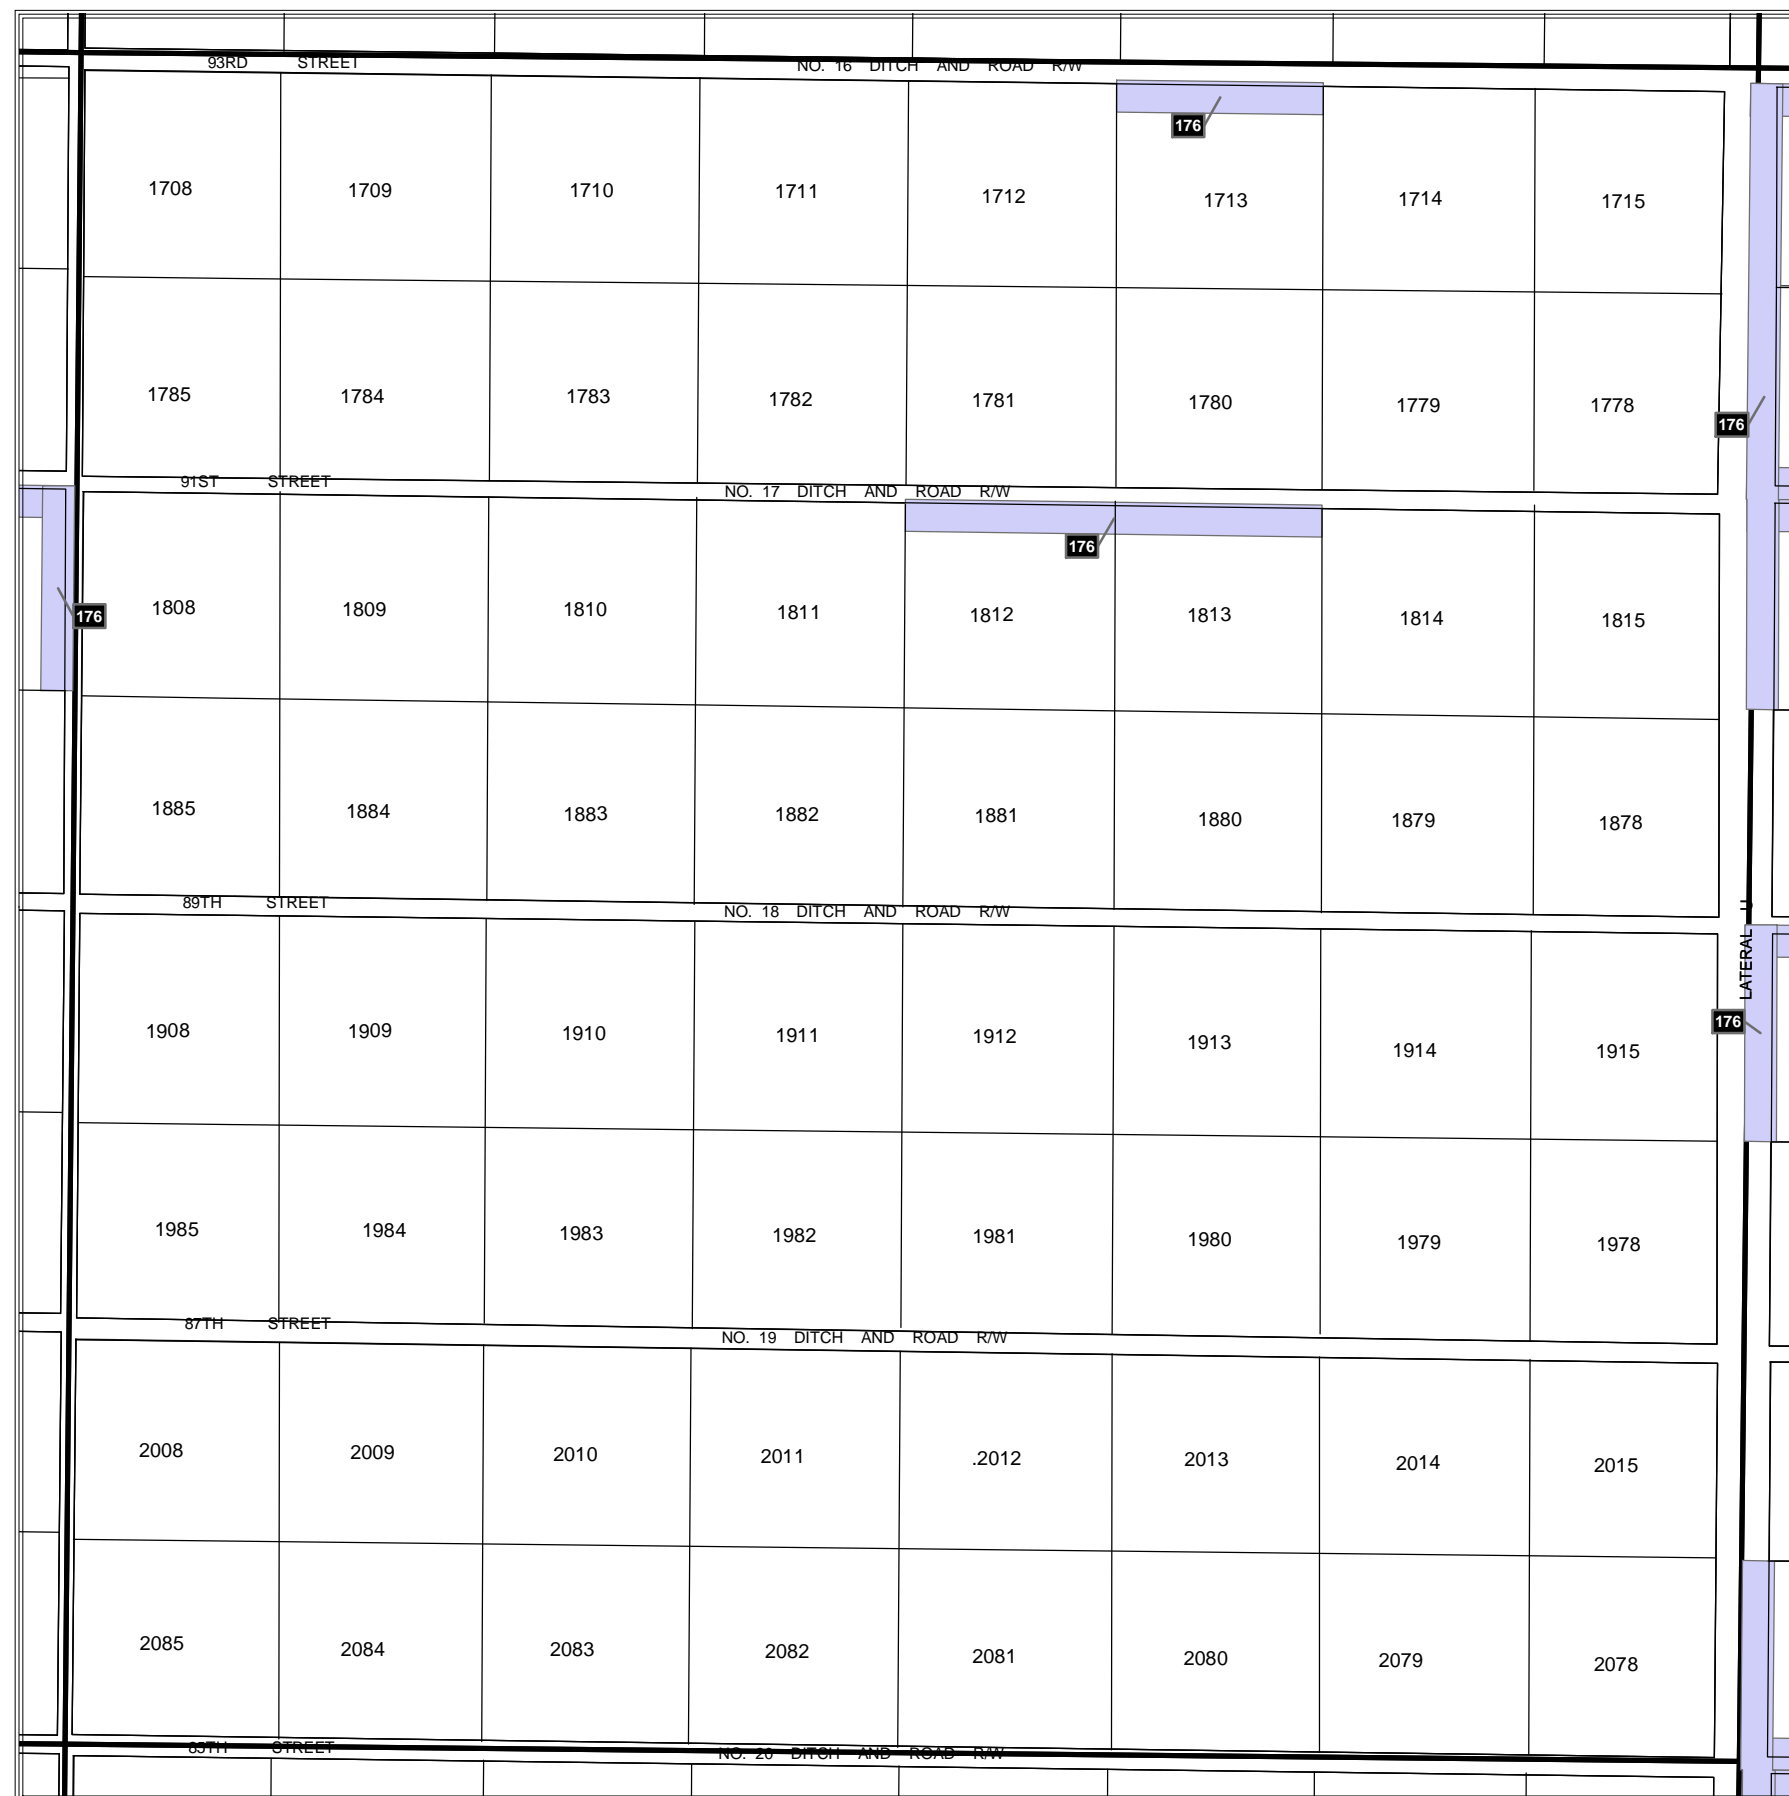 93RD STREET NO. 16 DITCH AND ROAD R/W
176
1708 1709 1710 1711 1712 1713 1714 1715
1785 1784 1783 1782 1781 1780 1779 1778
176
91ST STREET NO. 17 DITCH AND ROAD R/W
176
176
1808 1809 1810 1811 1812 1813 1814 1815
1885 1884 1883 1882 1881 1880 1879 1878
89TH STREET NO. 18 DITCH AND ROAD R/W
LATERAL
176
1908 1909 1910 1911 1912 1913 1914 1915
1985 1984 1983 1982 1981 1980 1979 1978
87TH STREET NO. 19 DITCH AND ROAD R/W
2008 2009 2010 2011 .2012 2013 2014 2015
2085 2084 2083 2082 2081 2080 2079 2078
85TH STREET NO. 20 DITCH AND ROAD R/W